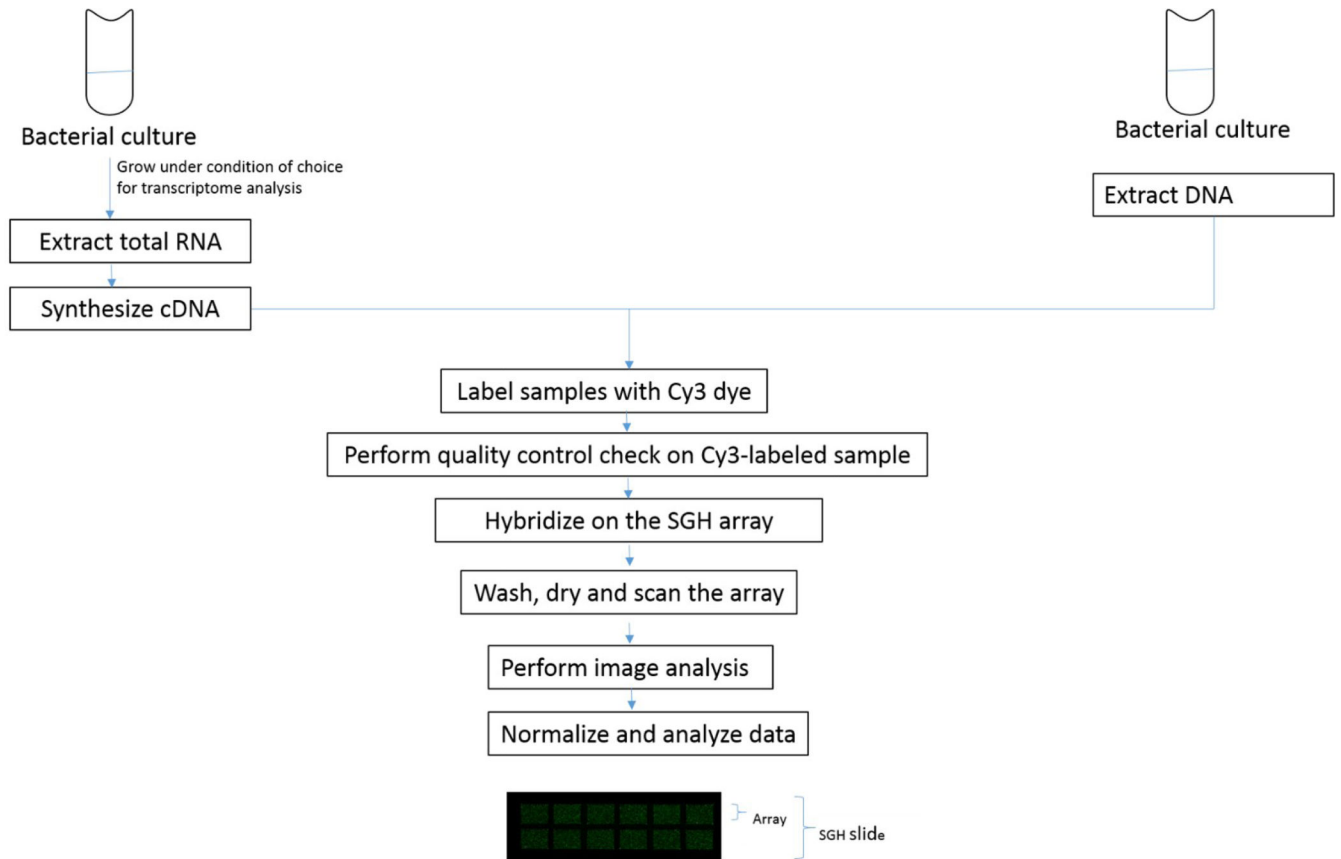 Bacterial culture
Bacterial culture
Grow under condition of choice
for transcriptome analysis
Extract DNA
Extract total RNA
Synthesize cDNA
Label samples with Cy3 dye
Perform quality control check on Cy3-labeled sample
Hybridize on the SGH array
Wash, dry and scan the array
Perform image analysis
Normalize and analyze data
Array
SGH slide